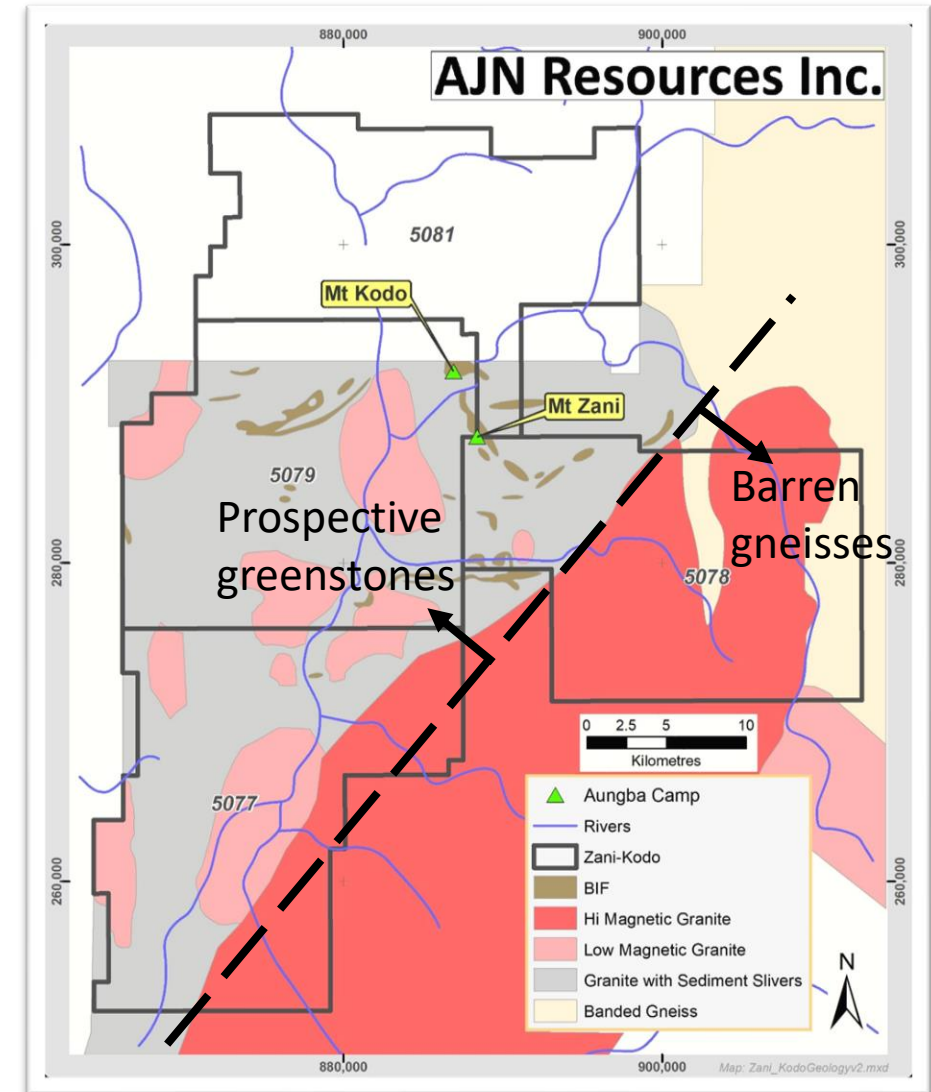 880,000
900,000
AJN Resources Inc.
300,000
300,000
5081
Mt Kodo
Mt Zani
5079
Prospective
greenstones
Barren
gneisses
280,000
280,000
5078
0 2.5 5 10
Kilometres
Aungba Camp
Rivers
Zani-Kodo
BIF
Hi Magnetic Granite
Low Magnetic Granite
Granite with Sediment Slivers
Banded Gneiss
5077
260,000
260,000
N
880,000
900,000
Map: Zani_KodoGeologyv2.mxd